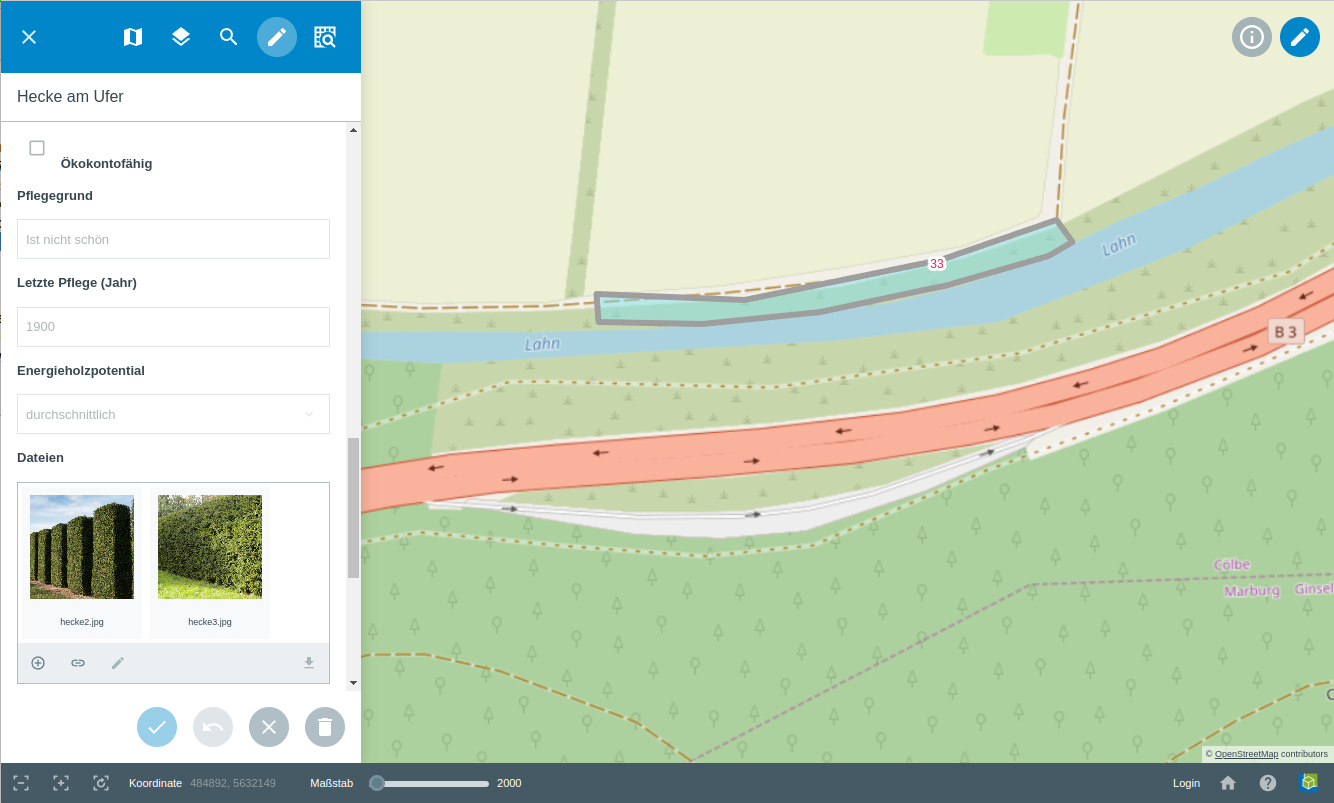 Hecke am Ufer
Ökokontofähig
Pflegegrund
Ist nicht schön
Letzte Pflege (Jahr)
1900
Energieholzpotential
durchschnittlich
Dateien
hecke2.jpg
hecke3.jpg
33
Lahn
Lahn
B 3
Cölbe
Marburg
Ginsel
© OpenStreetMap contributors
Koordinate 484892, 5632149
Maßstab
2000
Login